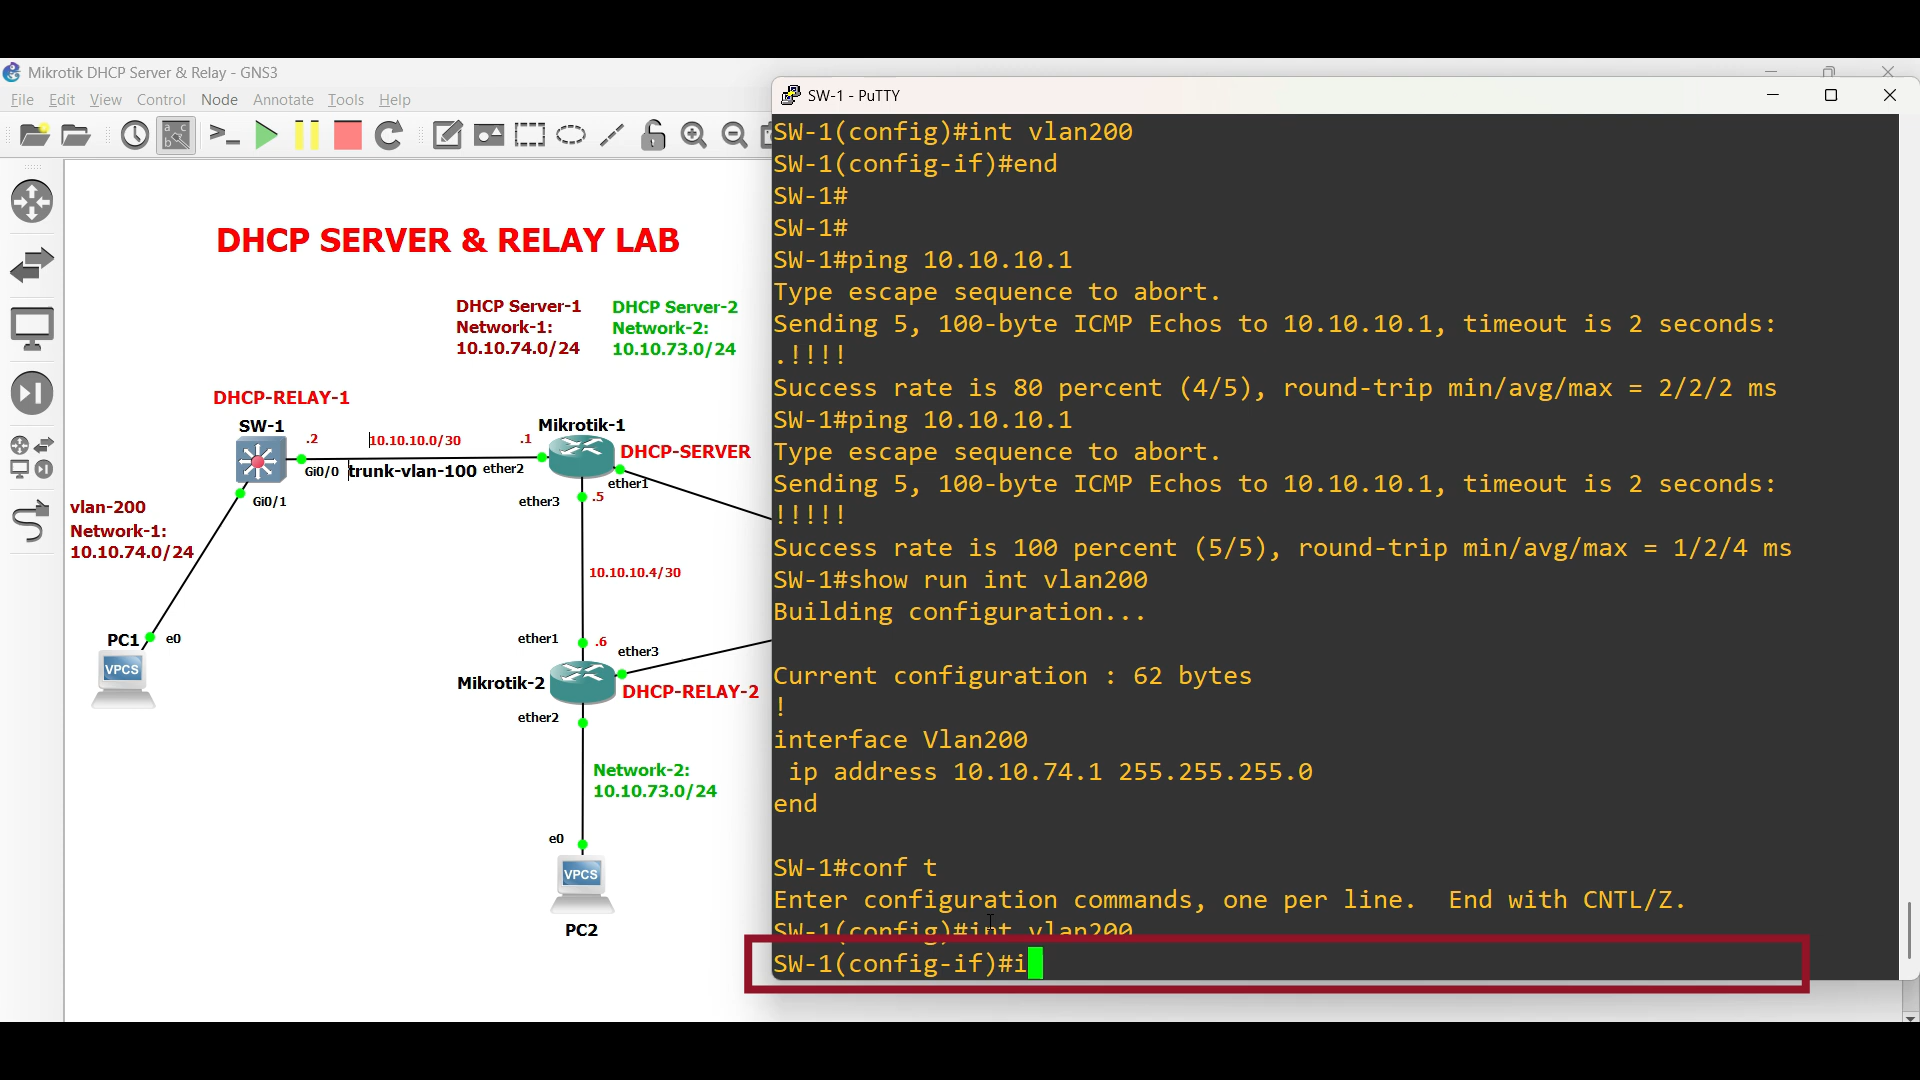 Mikrotik DHCP Server & Relay - GNS3
File Edit View Control Node Annotate Tools Help
DHCP SERVER & RELAY LAB
DHCP Server-1
Network-1:
10.10.74.0/24
DHCP Server-2
Network-2:
10.10.73.0/24
DHCP-RELAY-1
SW-1
.2
10.10.10.0/30
.1
Mikrotik-1
DHCP-SERVER
Gi0/0
trunk-vlan-100
ether2
ether1
Gi0/1
ether3
.5
vlan-200
Network-1:
10.10.74.0/24
10.10.10.4/30
PC1
e0
VPCS
ether1
.6
ether3
Mikrotik-2
DHCP-RELAY-2
ether2
Network-2:
10.10.73.0/24
e0
VPCS
PC2
SW-1 - PuTTY
SW-1(config)#int vlan200
SW-1(config-if)#end
SW-1#
SW-1#
SW-1#ping 10.10.10.1
Type escape sequence to abort.
Sending 5, 100-byte ICMP Echos to 10.10.10.1, timeout is 2 seconds:
.!!!!
Success rate is 80 percent (4/5), round-trip min/avg/max = 2/2/2 ms
SW-1#ping 10.10.10.1
Type escape sequence to abort.
Sending 5, 100-byte ICMP Echos to 10.10.10.1, timeout is 2 seconds:
!!!!!
Success rate is 100 percent (5/5), round-trip min/avg/max = 1/2/4 ms
SW-1#show run int vlan200
Building configuration...
Current configuration : 62 bytes
!
interface Vlan200
ip address 10.10.74.1 255.255.255.0
end
SW-1#conf t
Enter configuration commands, one per line.  End with CNTL/Z.
SW-1(config)#int vlan200
SW-1(config-if)#i